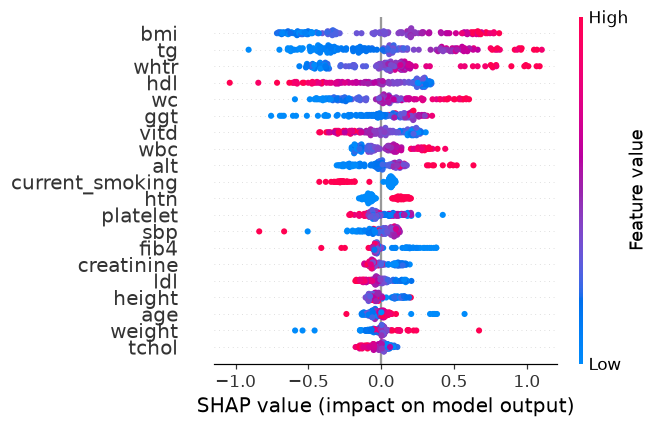 High
bmi
tg
whtr
hdl
wc
ggt
vitd
wbc
alt
current_smoking
htn
platelet
sbp
fib4
creatinine
ldl
height
age
weight
tchol
Feature value
Low
−1.0 −0.5 0.0 0.5 1.0
SHAP value (impact on model output)